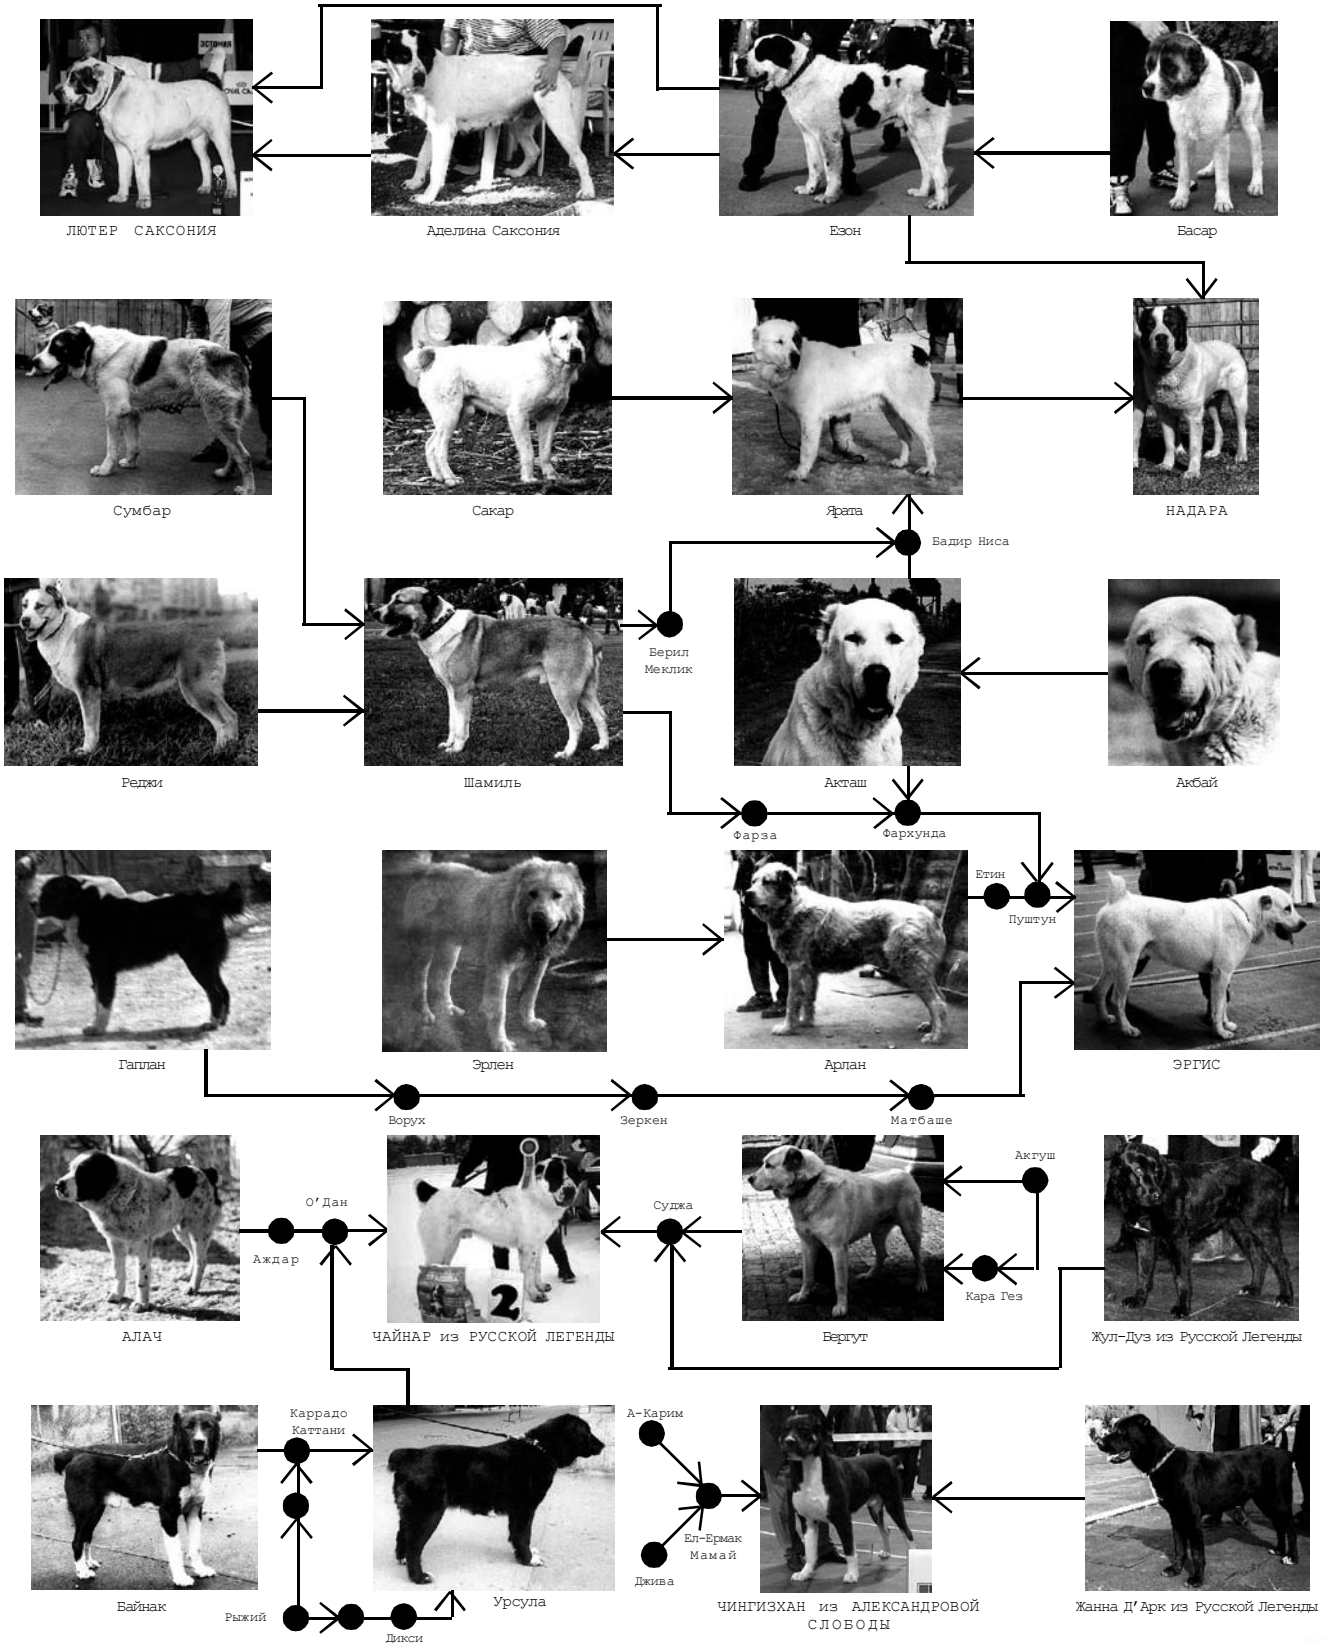 ЭСТОНИЯ
ЛЮТЕР САКСОНИЯ
Аделина Саксония
Езон
Басар
Сумбар
Сакар
Ярата
НАДАРА
Бадир Ниса
Берил
Меклик
Реджи
Шамиль
Акташ
Акбай
Фарза
Фархунда
Етин
Пуштун
Гаплан
Эрлен
Арлан
ЭРГИС
Ворух
Зеркен
Матбаше
О'Дан
Аждар
Суджа
Акгуш
Кара Гез
2
АЛАЧ
ЧАЙНАР из РУССКОЙ ЛЕГЕНДЫ
Бергут
Жул-Дуз из Русской Легенды
Каррадо
Каттани
А-Карим
Ел-Ермак
Мамай
Джива
Байнак
Рыжий
Дикси
Урсула
ЧИНГИЗХАН из АЛЕКСАНДРОВОЙ
СЛОБОДЫ
Жанна Д'Арк из Русской Легенды